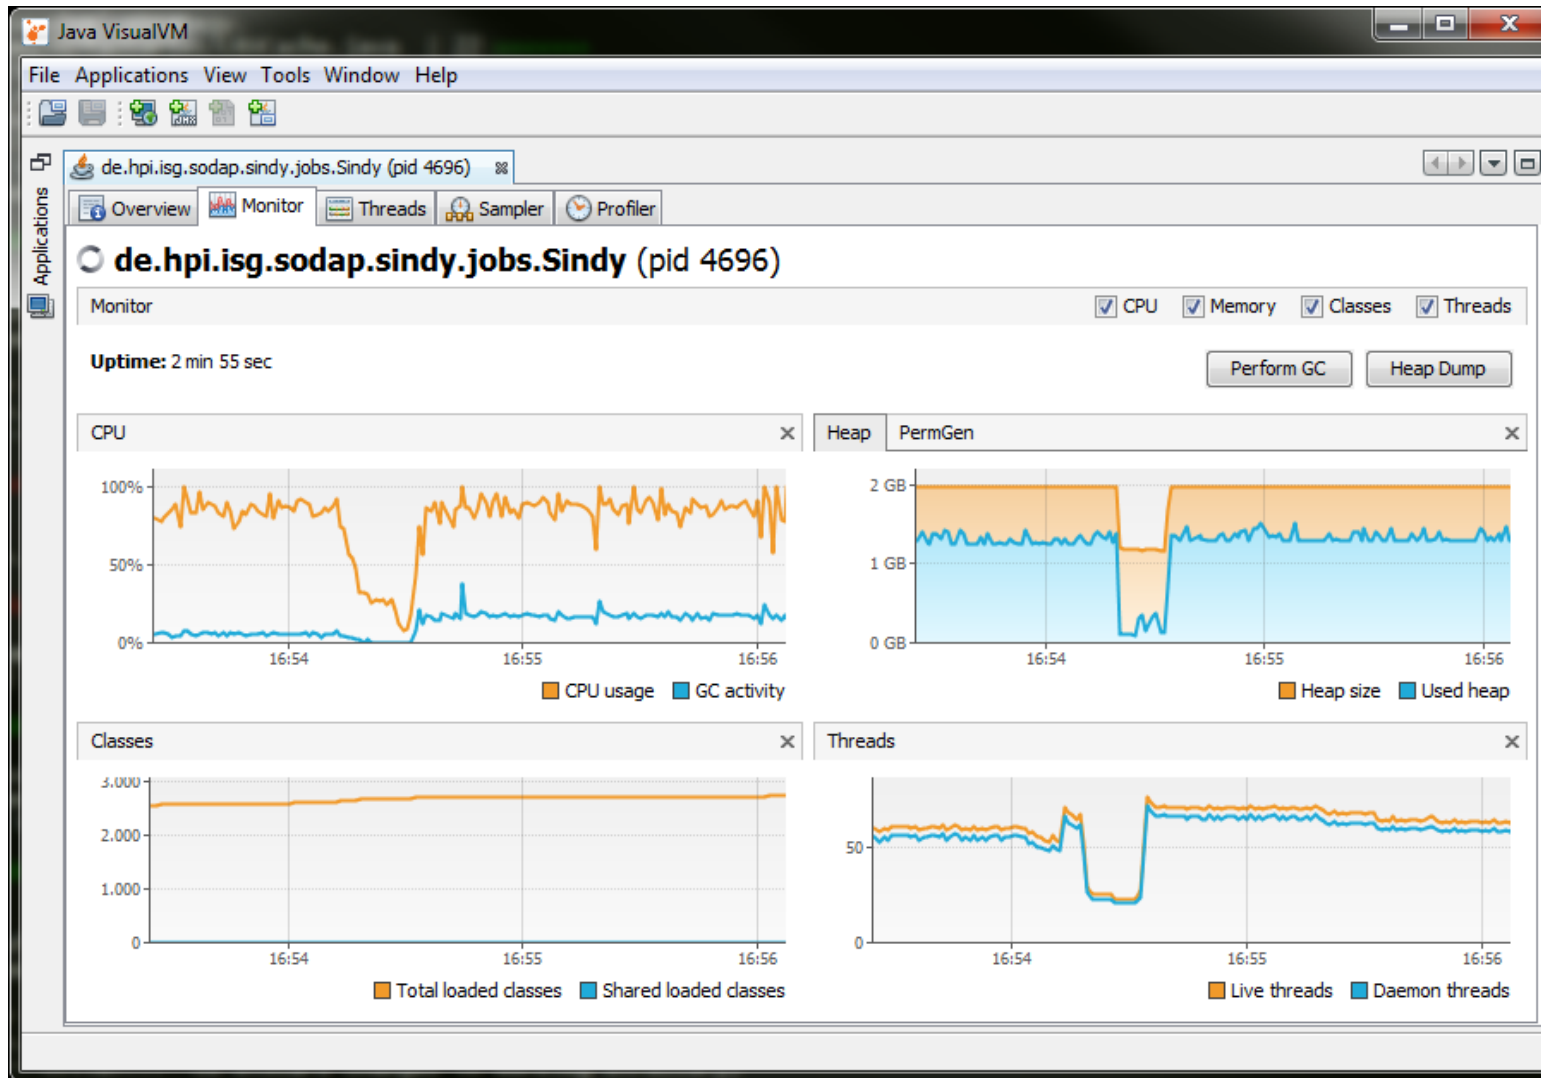 Java VisualVM
File Applications View Tools Window Help
Applications
de.hpi.isg.sodap.sindy.jobs.Sindy (pid 4696)
Overview Monitor Threads Sampler Profiler
de.hpi.isg.sodap.sindy.jobs.Sindy (pid 4696)
Monitor CPU Memory Classes Threads
Uptime: 2 min 55 sec
Perform GC Heap Dump
CPU
100%
50%
0%
16:54 16:55 16:56
CPU usage GC activity
Heap PermGen
2 GB
1 GB
0 GB
16:54 16:55 16:56
Heap size Used heap
Classes
3.000
2.000
1.000
0
16:54 16:55 16:56
Total loaded classes Shared loaded classes
Threads
50
0
16:54 16:55 16:56
Live threads Daemon threads